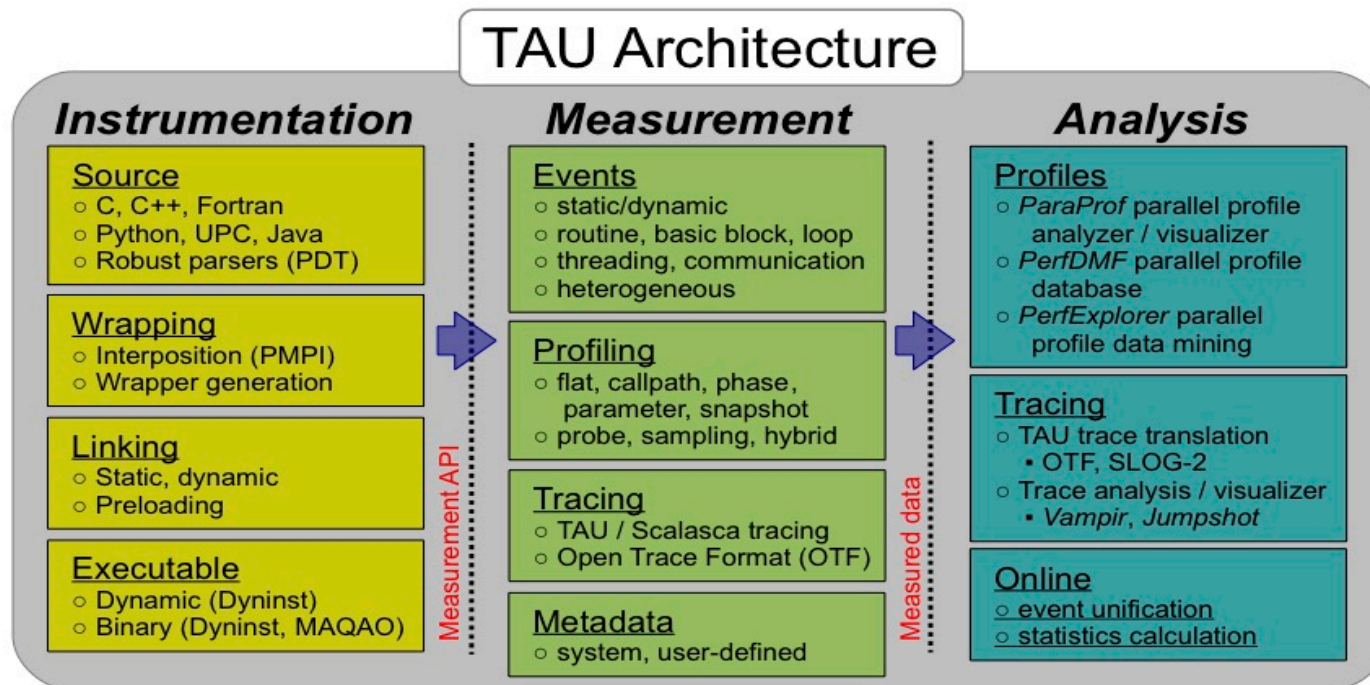 TAU Architecture
Instrumentation
Source
○ C, C++, Fortran
○ Python, UPC, Java
○ Robust parsers (PDT)
Wrapping
○ Interposition (PMPI)
○ Wrapper generation
Linking
○ Static, dynamic
○ Preloading
Executable
○ Dynamic (Dyninst)
○ Binary (Dyninst, MAQAO)
Measurement API
Measurement
Events
○ static/dynamic
○ routine, basic block, loop
○ threading, communication
○ heterogeneous
Profiling
○ flat, callpath, phase,
parameter, snapshot
○ probe, sampling, hybrid
Tracing
○ TAU / Scalasca tracing
○ Open Trace Format (OTF)
Metadata
○ system, user-defined
Measured data
Analysis
Profiles
○ ParaProf parallel profile
analyzer / visualizer
○ PerfDMF parallel profile
database
○ PerfExplorer parallel
profile data mining
Tracing
○ TAU trace translation
▪ OTF, SLOG-2
○ Trace analysis / visualizer
▪ Vampir, Jumpshot
Online
○ event unification
○ statistics calculation